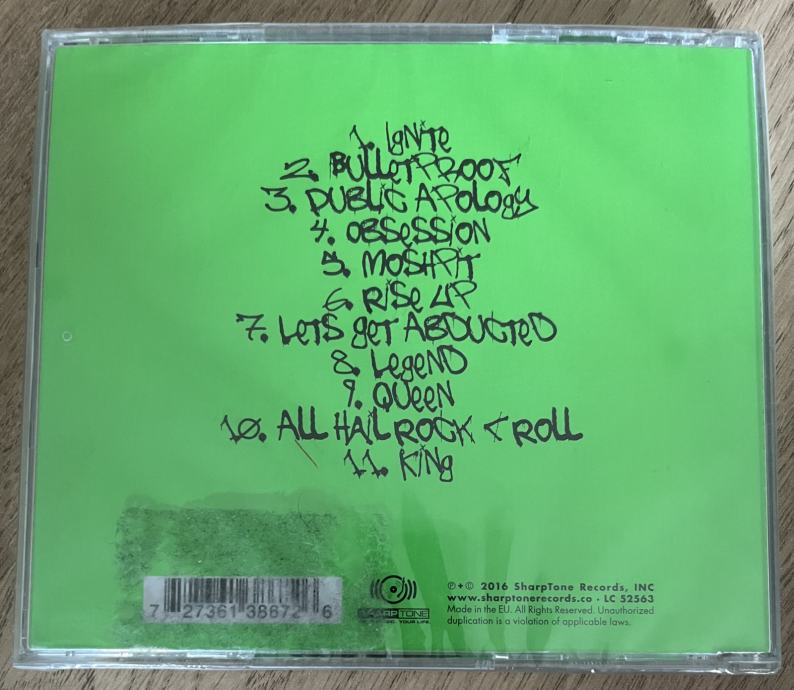 1. IgNiTe
2. BULLeTPROOF
3. PUBLiC APOLOgY
4. OBSeSSiON
5. MOSHPiT
6. RiSe UP
7. LeTS geT ABDUCTeD
8. LegeND
9. QUeeN
10. ALL HAiL ROCK & ROLL
11. KiNg
7 27361 38672 6
SHARPTONE
YOUR LIFE.
℗+© 2016 SharpTone Records, INC
www.sharptonerecords.co · LC 52563
Made in the EU. All Rights Reserved. Unauthorized
duplication is a violation of applicable laws.